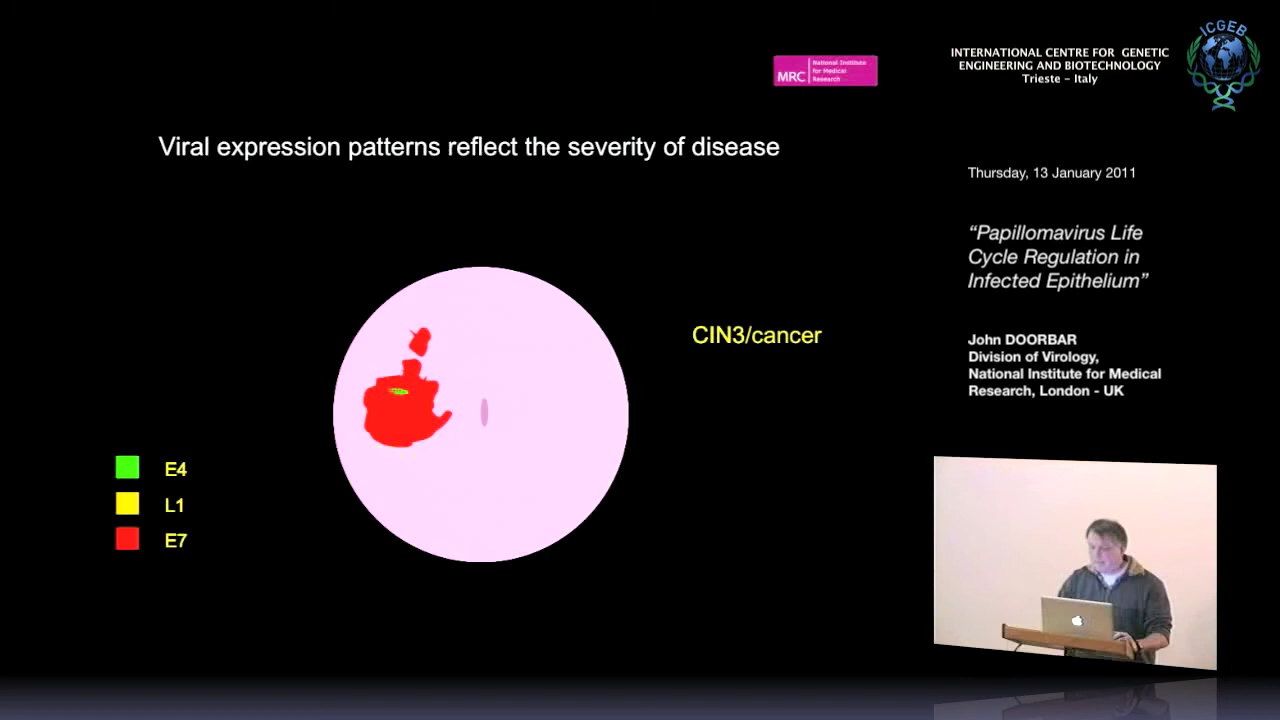 ICGEB
INTERNATIONAL CENTRE FOR GENETIC
ENGINEERING AND BIOTECHNOLOGY
Trieste – Italy
MRC
National Institute
for Medical
Research
Viral expression patterns reflect the severity of disease
Thursday, 13 January 2011
“Papillomavirus Life
Cycle Regulation in
Infected Epithelium”
CIN3/cancer
John DOORBAR
Division of Virology,
National Institute for Medical
Research, London - UK
E4
L1
E7